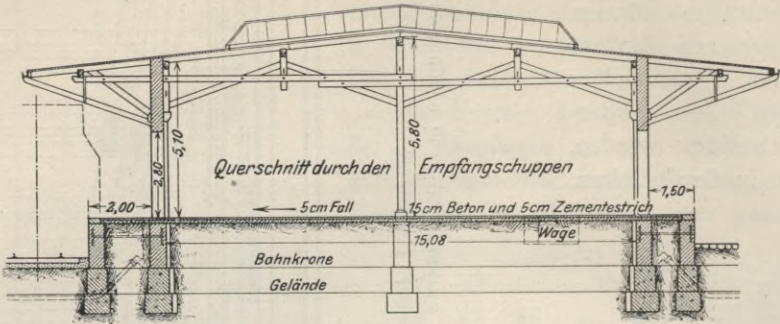 5,80
5,10
2,80
Querschnitt durch den Empfangschuppen
2,00
5cm Fall
15cm Beton und 5cm Zementestrich
1,50
Wage
15,08
Bahnkrone
Gelände